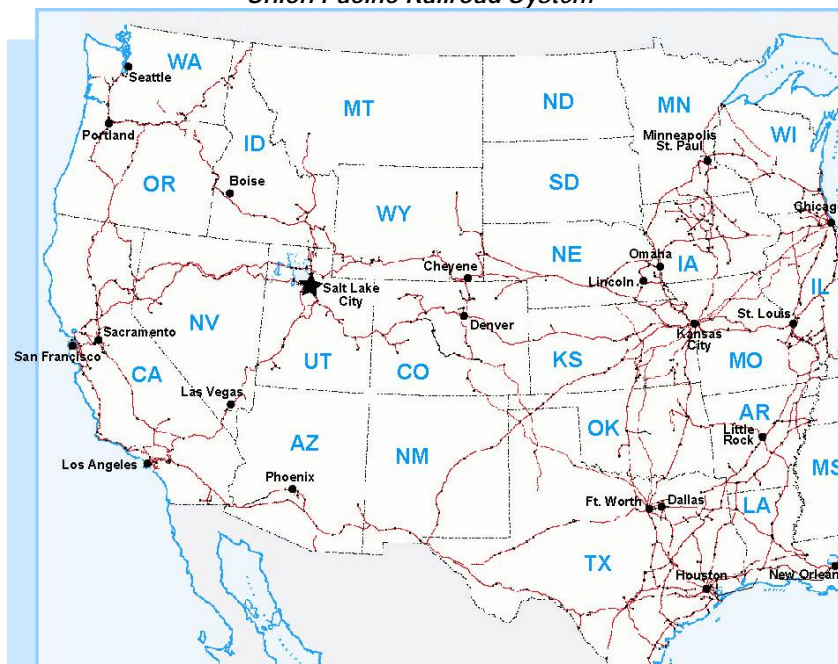 Union Pacific Railroad System
WA
Seattle
MT
ND
MN
Minneapolis
St. Paul
WI
Portland
ID
Boise
OR
SD
WY
Chicag
Cheyene
NE
Omaha
IA
Lincoln
IL
Salt Lake
City
Denver
St. Louis
Kansas
City
NV
Sacramento
San Francisco
CA
UT
CO
KS
MO
Las Vegas
AR
Little
Rock
OK
AZ
NM
Los Angeles
Phoenix
MS
Ft. Worth
Dallas
LA
TX
Houston
New Orlean